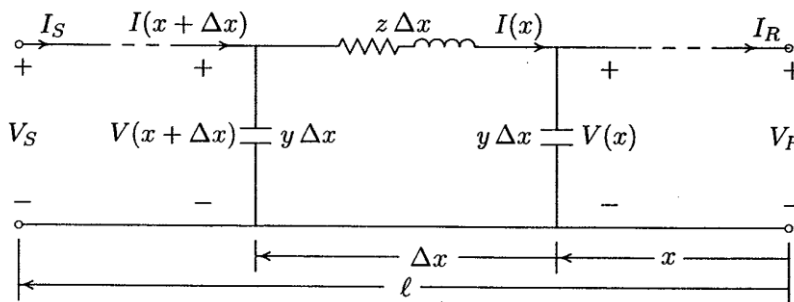 I_S I(x + Δx) z Δx I(x) I_R
+ + + +
V_S V(x + Δx) y Δx y Δx V(x)
− − − −
Δx x
ℓ